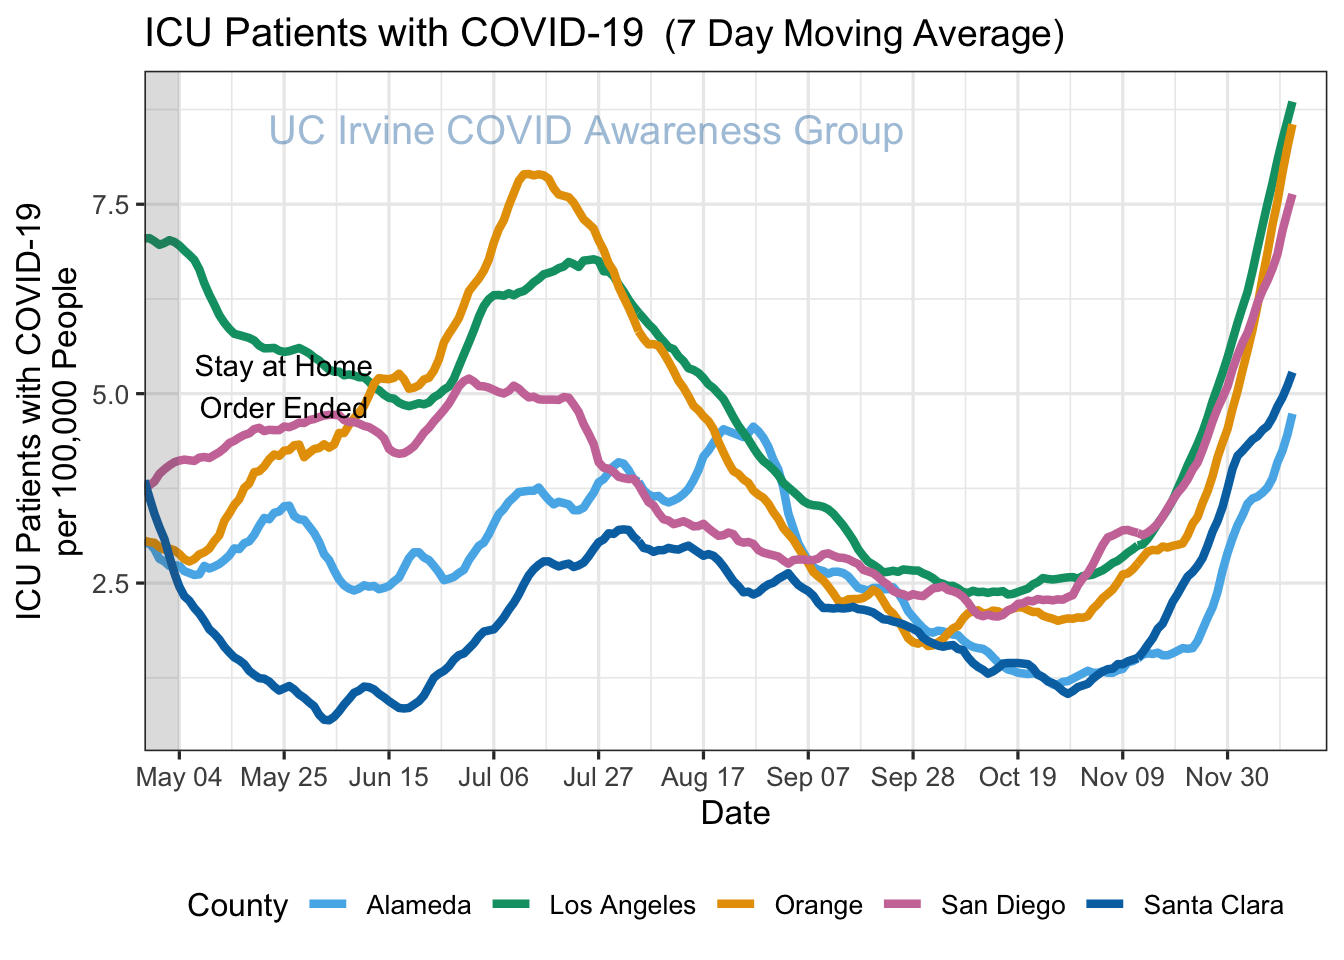 ICU Patients with COVID-19  (7 Day Moving Average)
UC Irvine COVID Awareness Group
ICU Patients with COVID-19
per 100,000 People
7.5
5.0
2.5
Stay at Home
Order Ended
May 04 May 25 Jun 15 Jul 06 Jul 27 Aug 17 Sep 07 Sep 28 Oct 19 Nov 09 Nov 30
Date
County Alameda Los Angeles Orange San Diego Santa Clara